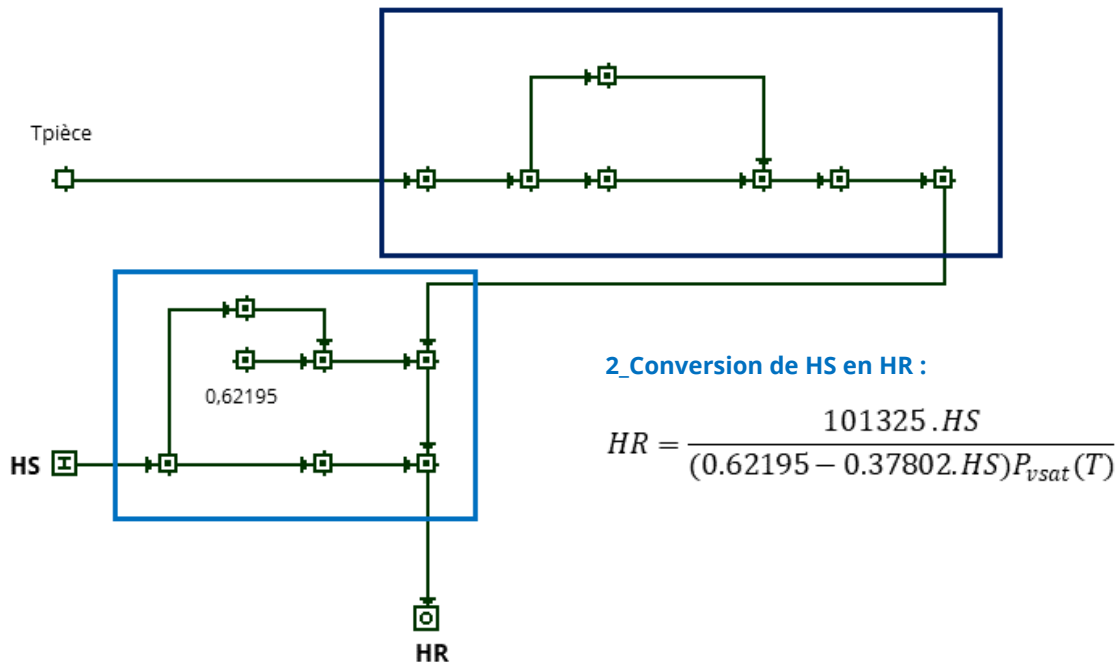 Tpièce
0,62195
HS
HR
2_Conversion de HS en HR :
HR = 101325 .HS / (0.62195 − 0.37802.HS)P_vsat(T)